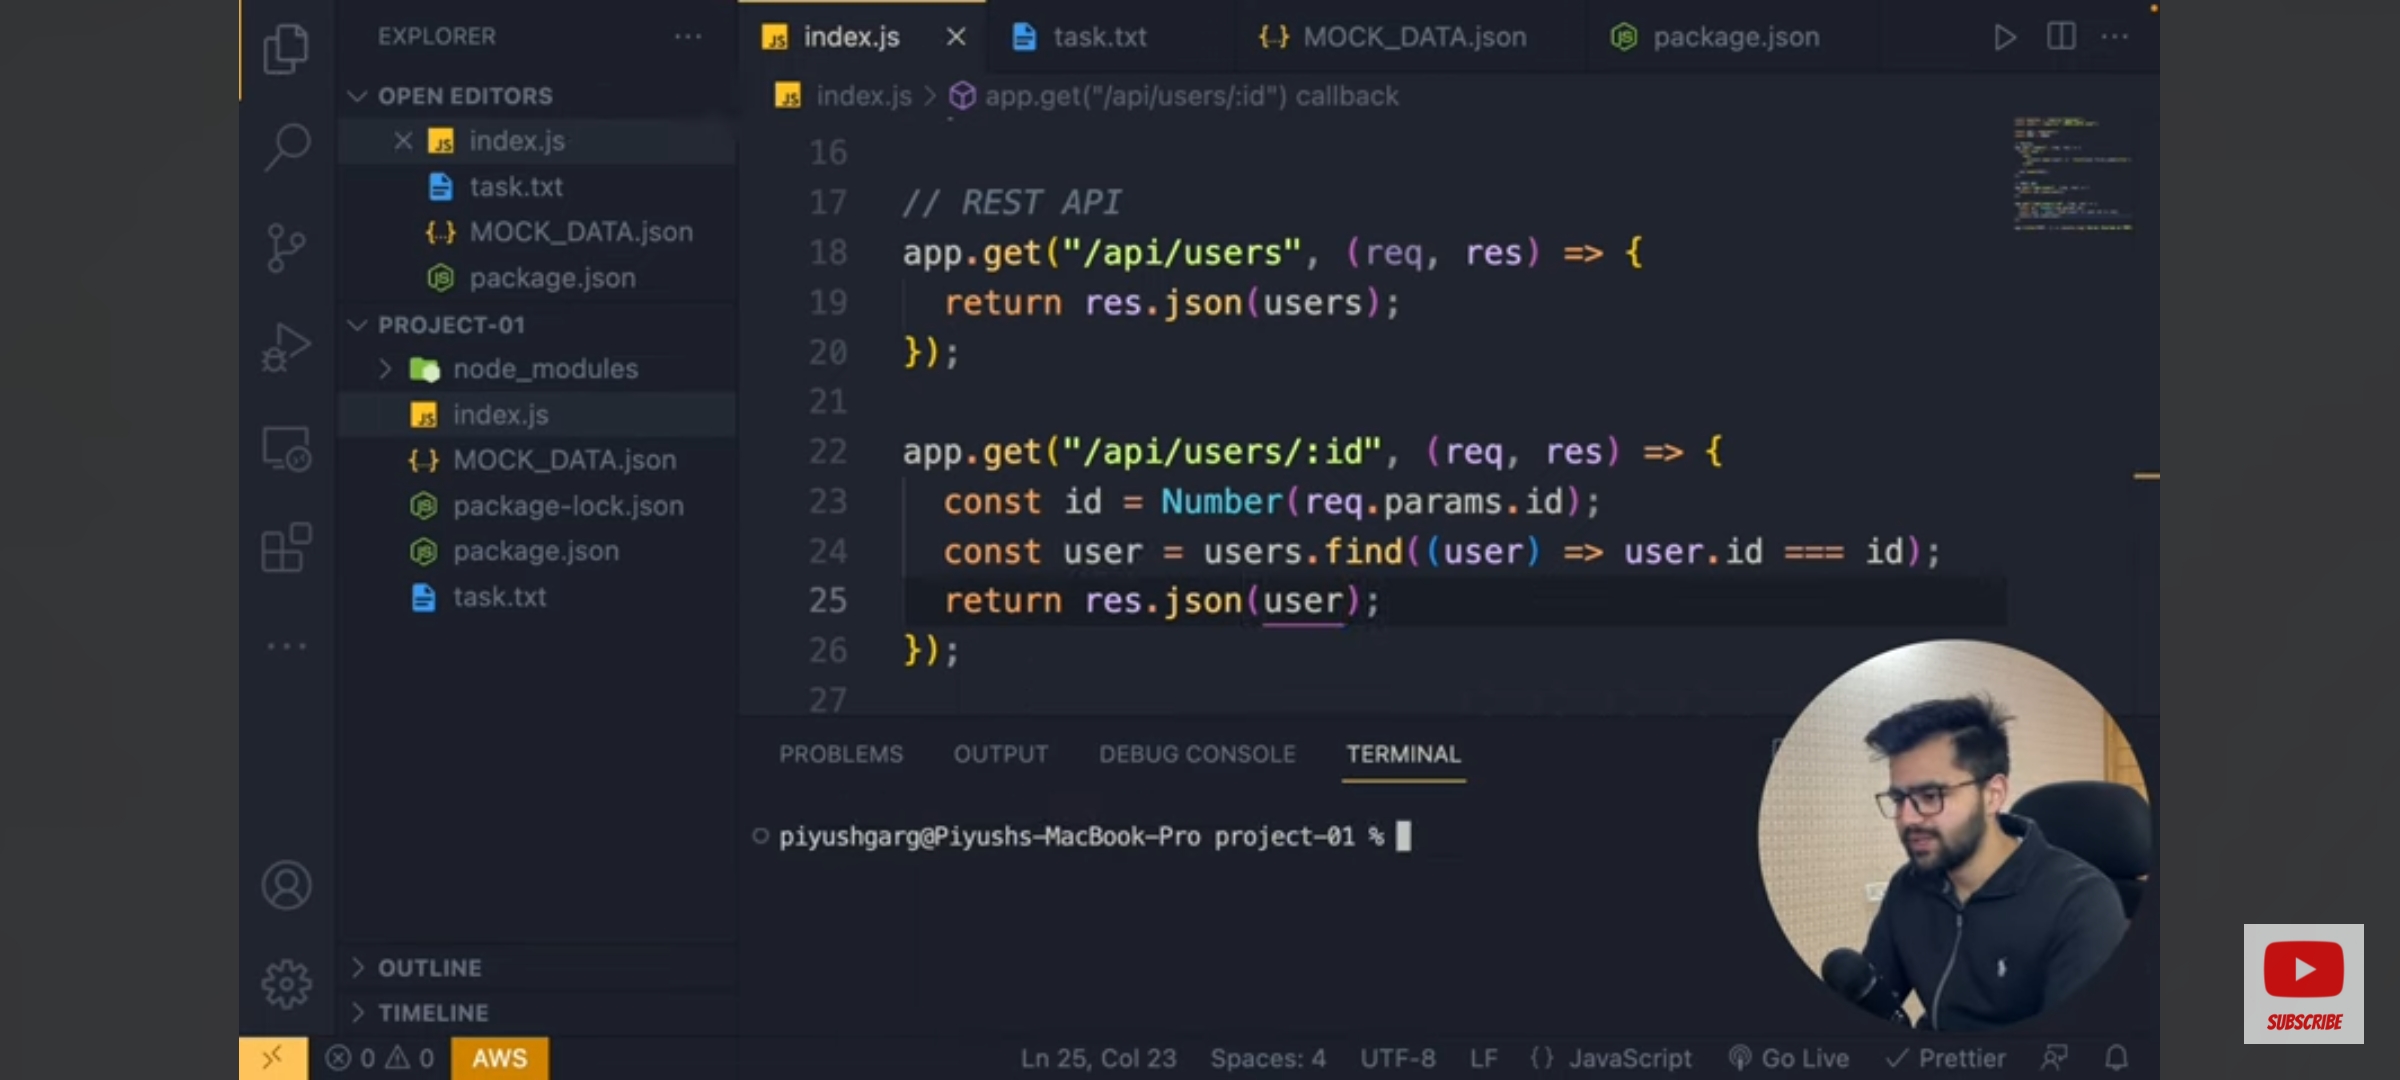 EXPLORER
index.js
task.txt
MOCK_DATA.json
package.json
OPEN EDITORS
index.js
task.txt
MOCK_DATA.json
package.json
PROJECT-01
node_modules
index.js
MOCK_DATA.json
package-lock.json
package.json
task.txt
OUTLINE
TIMELINE
index.js > app.get("/api/users/:id") callback
16
17 // REST API
18 app.get("/api/users", (req, res) => {
19 return res.json(users);
20 });
21
22 app.get("/api/users/:id", (req, res) => {
23 const id = Number(req.params.id);
24 const user = users.find((user) => user.id === id);
25 return res.json(user);
26 });
27
PROBLEMS OUTPUT DEBUG CONSOLE TERMINAL
piyushgarg@Piyushs-MacBook-Pro project-01 %
0 0 AWS Ln 25, Col 23 Spaces: 4 UTF-8 LF {} JavaScript Go Live Prettier
SUBSCRIBE